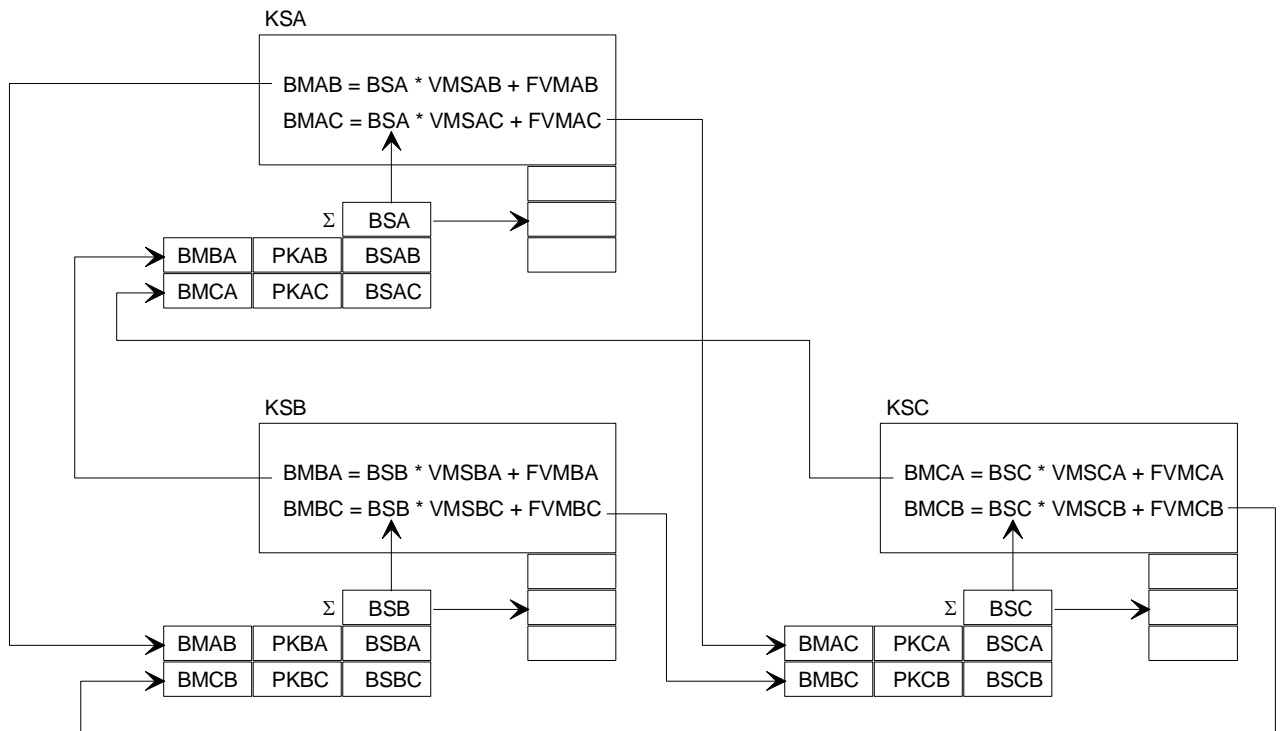 KSA
BMAB = BSA * VMSAB + FVMAB
BMAC = BSA * VMSAC + FVMAC
Σ BSA
BMBA PKAB BSAB
BMCA PKAC BSAC
KSB
BMBA = BSB * VMSBA + FVMBA
BMBC = BSB * VMSBC + FVMBC
Σ BSB
BMAB PKBA BSBA
BMCB PKBC BSBC
KSC
BMCA = BSC * VMSCA + FVMCA
BMCB = BSC * VMSCB + FVMCB
Σ BSC
BMAC PKCA BSCA
BMBC PKCB BSCB